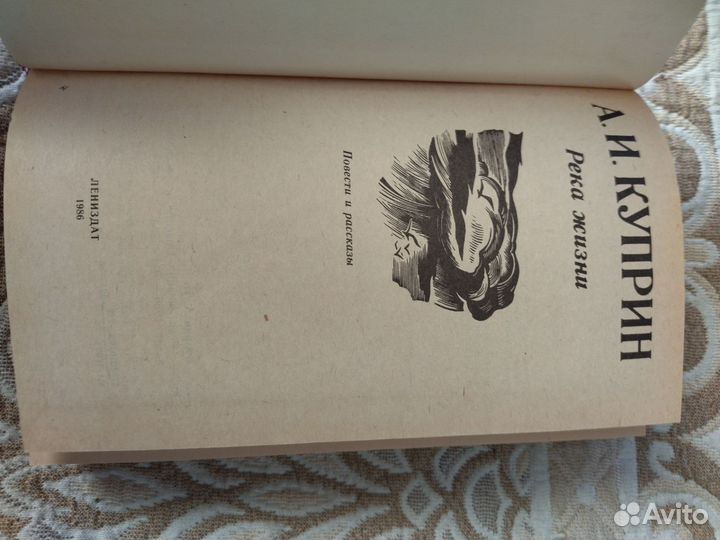 А. И. КУПРИН
Река жизни
Повести и рассказы
ЛЕНИЗДАТ
1986
Avito